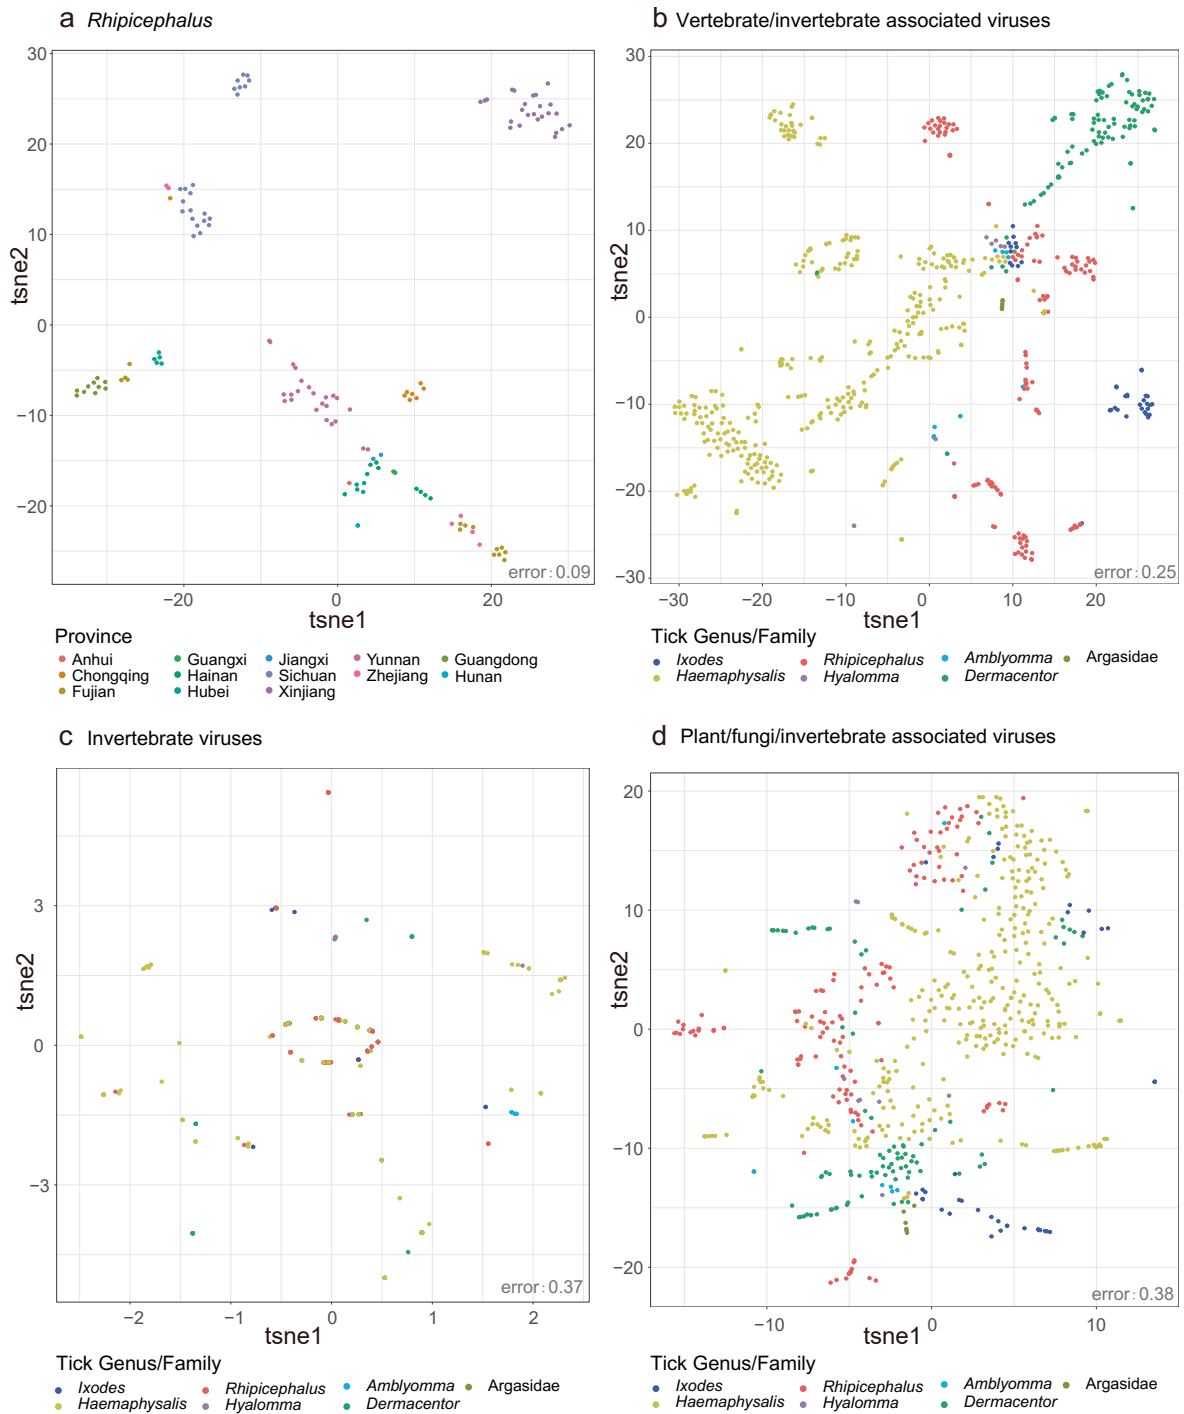 a Rhipicephalus
30
20
10
0
−10
−20
tsne2
−20 0 20
tsne1
error:0.09
Province
Anhui Guangxi Jiangxi Yunnan Guangdong
Chongqing Hainan Sichuan Zhejiang Hunan
Fujian Hubei Xinjiang
b Vertebrate/invertebrate associated viruses
30
20
10
0
−10
−20
−30
tsne2
−30 −20 −10 0 10 20
tsne1
error:0.25
Tick Genus/Family
Ixodes Rhipicephalus Amblyomma Argasidae
Haemaphysalis Hyalomma Dermacentor
c Invertebrate viruses
3
0
−3
tsne2
−2 −1 0 1 2
tsne1
error:0.37
Tick Genus/Family
Ixodes Rhipicephalus Amblyomma Argasidae
Haemaphysalis Hyalomma Dermacentor
d Plant/fungi/invertebrate associated viruses
20
10
0
−10
−20
tsne2
−10 0 10
tsne1
error:0.38
Tick Genus/Family
Ixodes Rhipicephalus Amblyomma Argasidae
Haemaphysalis Hyalomma Dermacentor